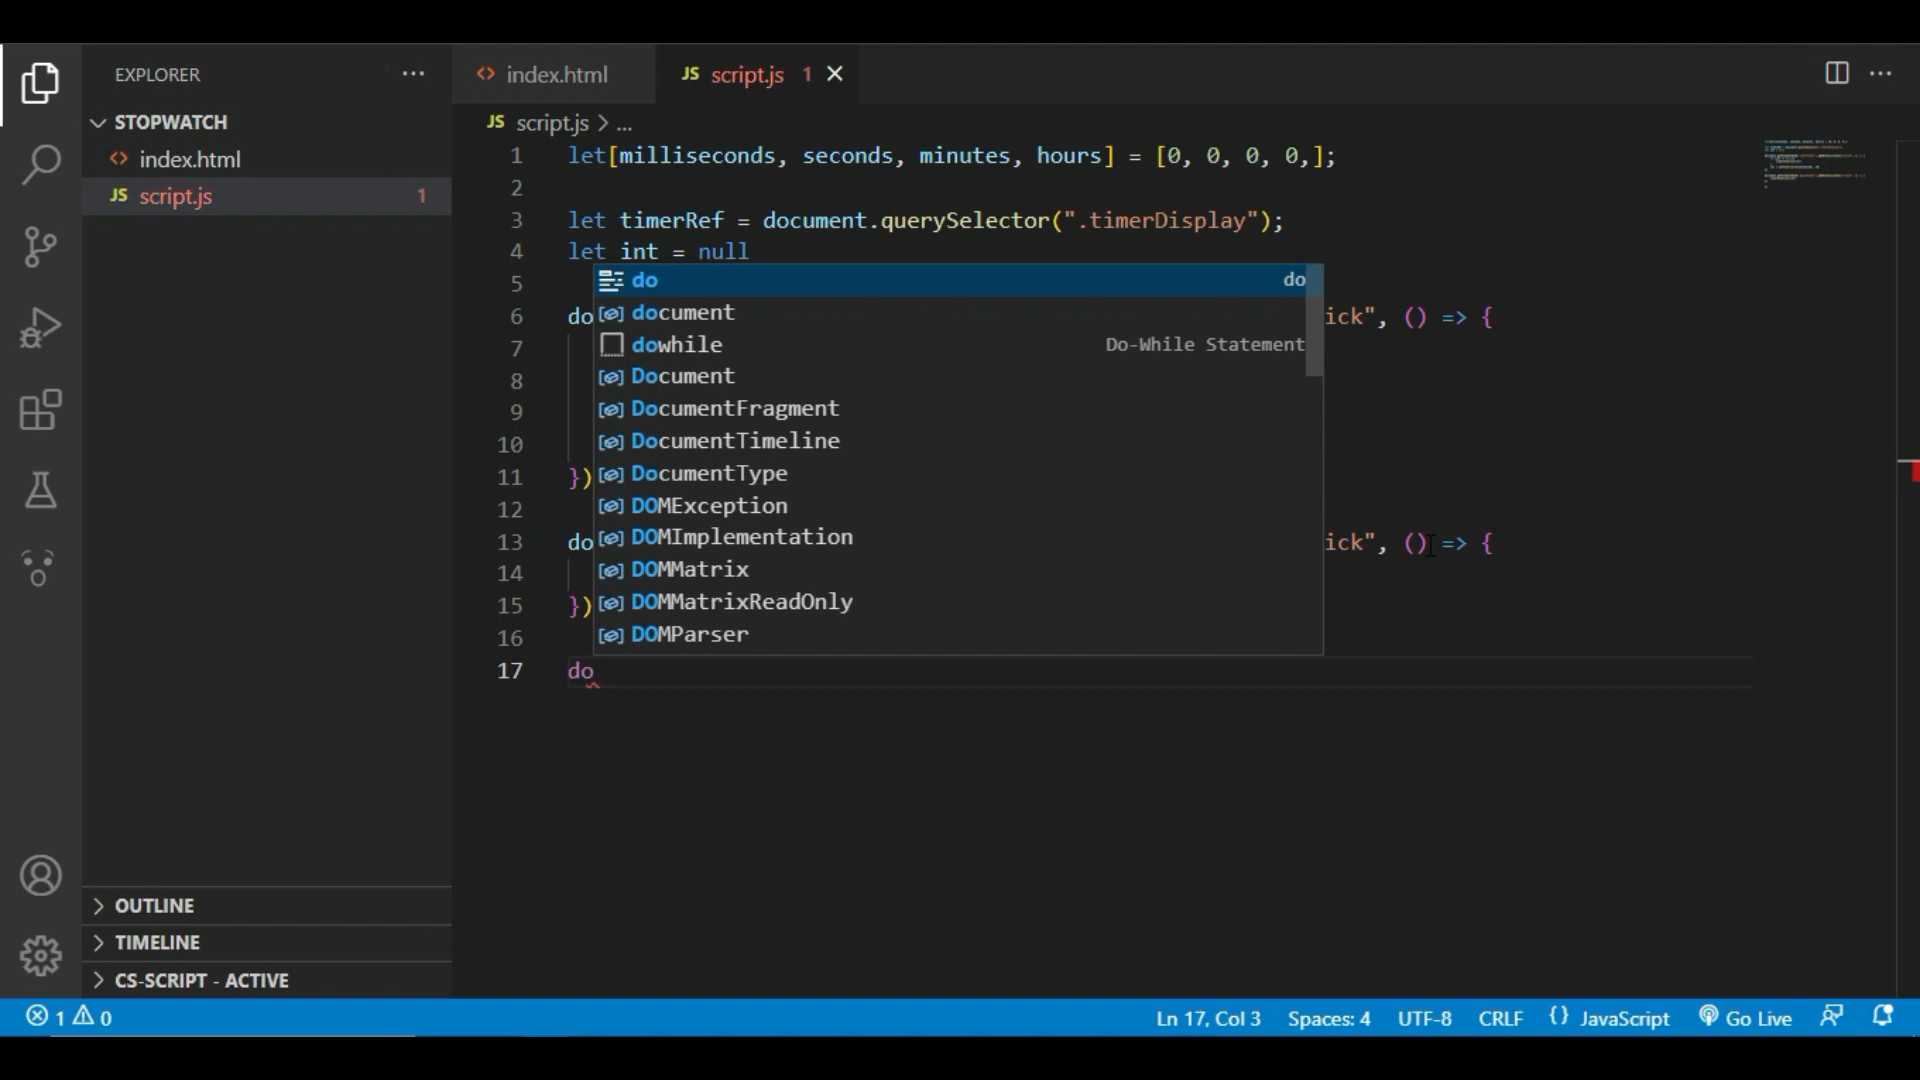 EXPLORER
STOPWATCH
index.html
JS script.js 1
OUTLINE
TIMELINE
CS-SCRIPT - ACTIVE
index.html
JS script.js 1
JS script.js > ...
1 let[milliseconds, seconds, minutes, hours] = [0, 0, 0, 0,];
2
3 let timerRef = document.querySelector(".timerDisplay");
4 let int = null
5
6 do ick", () => {
7
8
9
10
11 })
12
13 do ick", () => {
14
15 })
16
17 do
do do
document
dowhile Do-While Statement
Document
DocumentFragment
DocumentTimeline
DocumentType
DOMException
DOMImplementation
DOMMatrix
DOMMatrixReadOnly
DOMParser
1 0 Ln 17, Col 3 Spaces: 4 UTF-8 CRLF {} JavaScript Go Live